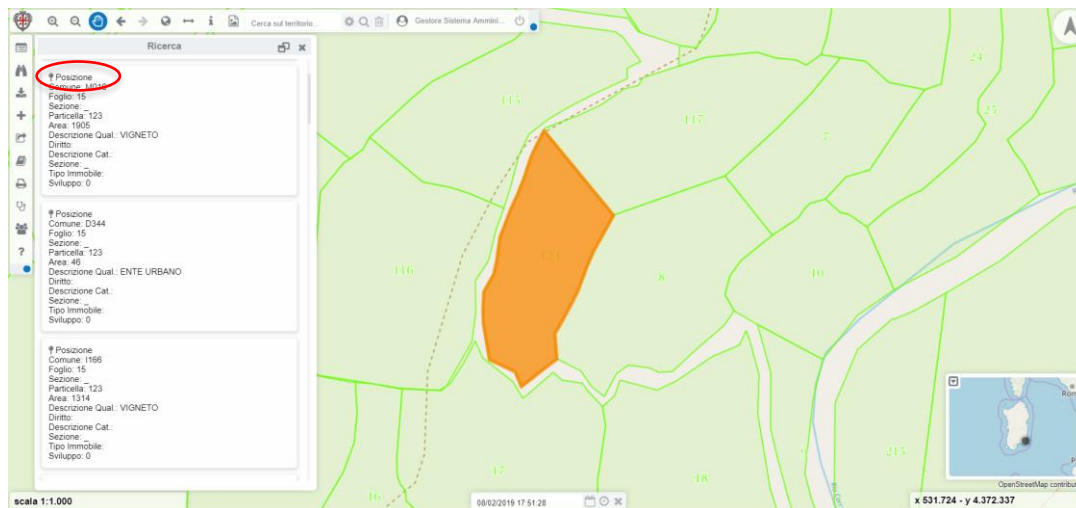 Cerca sul territorio...
Gestore Sistema Ammini...
Ricerca
Posizione
Comune: M016
Foglio: 15
Sezione: _
Particella: 123
Area: 1905
Descrizione Qual.: VIGNETO
Diritto:
Descrizione Cat.:
Sezione: _
Tipo Immobile:
Sviluppo: 0
Posizione
Comune: D344
Foglio: 15
Sezione: _
Particella: 123
Area: 46
Descrizione Qual.: ENTE URBANO
Diritto:
Descrizione Cat.:
Sezione: _
Tipo Immobile:
Sviluppo: 0
Posizione
Comune: I166
Foglio: 15
Sezione: _
Particella: 123
Area: 1314
Descrizione Qual.: VIGNETO
Diritto:
Descrizione Cat.:
Sezione: _
Tipo Immobile:
Sviluppo: 0
24
25
115
117
7
116
123
8
10
17
18
9
215
16
Rom
OpenStreetMap contribut
scala 1:1.000
08/02/2019 17:51:28
x 531.724 - y 4.372.337